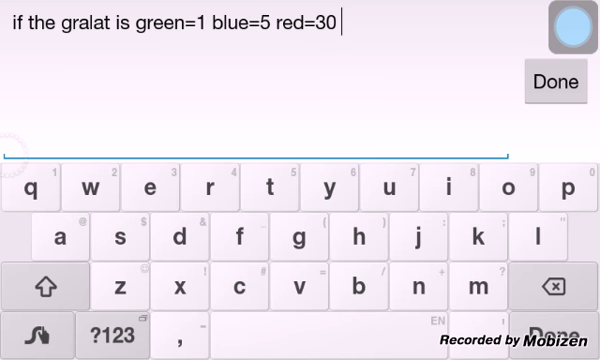 if the gralat is green=1 blue=5 red=30
Done
1 2 3 4 5 6 7 8 9 0
q w e r t y u i o p
@ $ & _ ( ) : ; "
a s d f g h j k l
! # = / + ?
z x c v b n m
?123 , EN Done
Recorded by Mobizen